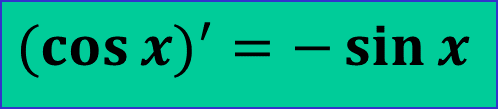 (cos x)′ = − sin x